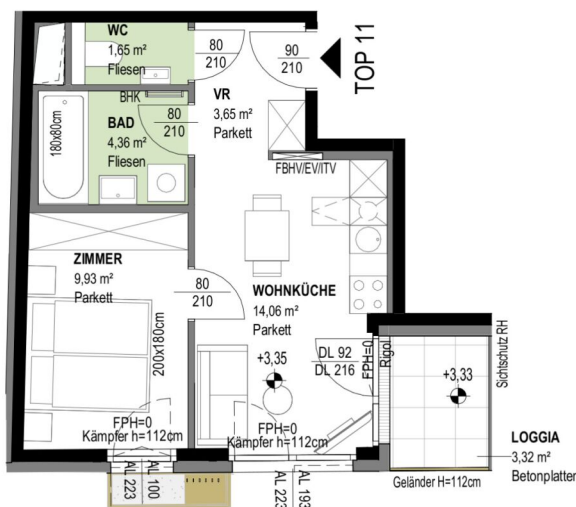 WC
1,65 m²
Fliesen
80
210
90
210
TOP 11
VR
3,65 m²
Parkett
BHK
BAD
4,36 m²
Fliesen
80
210
180x80cm
FBHV/EV/ITV
ZIMMER
9,93 m²
Parkett
80
210
WOHNKÜCHE
14,06 m²
Parkett
200x180cm
+3,35
DL 92
DL 216
FPH=0
Rigol
Sichtschutz RH
+3,33
FPH=0
Kämpfer h=112cm
FPH=0
Kämpfer h=112cm
LOGGIA
3,32 m²
Betonplatten
Geländer H=112cm
AL 100
AL 223
AL 193
AL 223